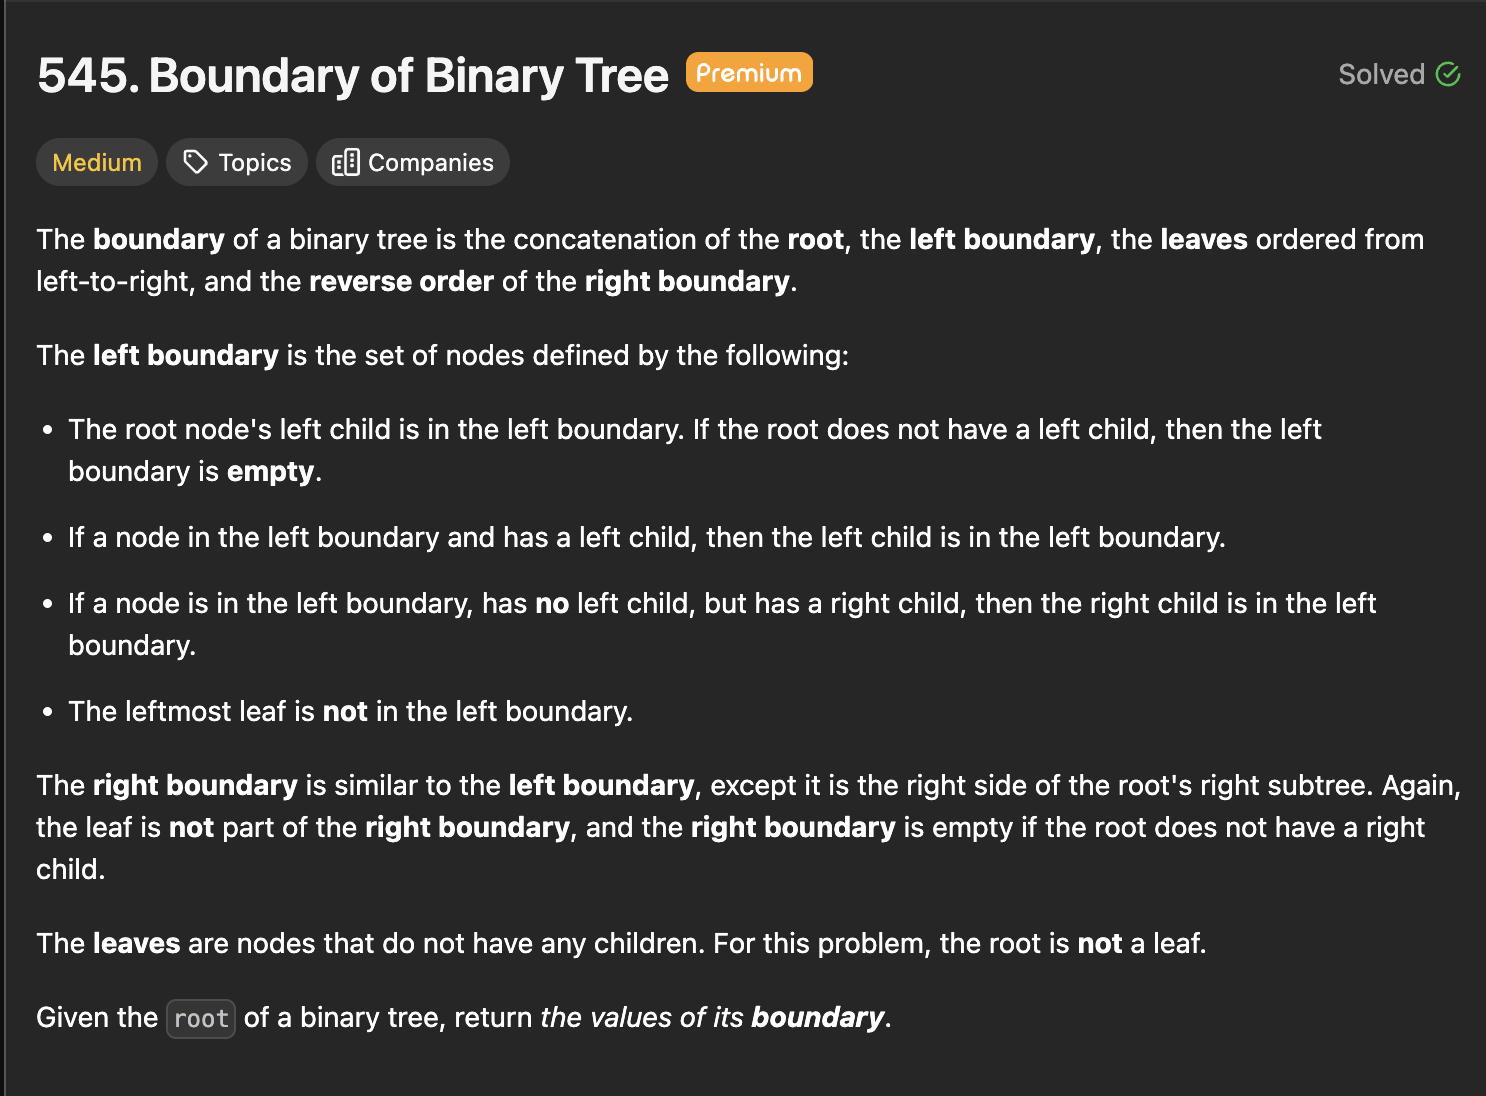 545. Boundary of Binary Tree Premium Solved
Medium Topics Companies
The boundary of a binary tree is the concatenation of the root, the left boundary, the leaves ordered from
left-to-right, and the reverse order of the right boundary.
The left boundary is the set of nodes defined by the following:
• The root node's left child is in the left boundary. If the root does not have a left child, then the left
boundary is empty.
• If a node in the left boundary and has a left child, then the left child is in the left boundary.
• If a node is in the left boundary, has no left child, but has a right child, then the right child is in the left
boundary.
• The leftmost leaf is not in the left boundary.
The right boundary is similar to the left boundary, except it is the right side of the root's right subtree. Again,
the leaf is not part of the right boundary, and the right boundary is empty if the root does not have a right
child.
The leaves are nodes that do not have any children. For this problem, the root is not a leaf.
Given the root of a binary tree, return the values of its boundary.